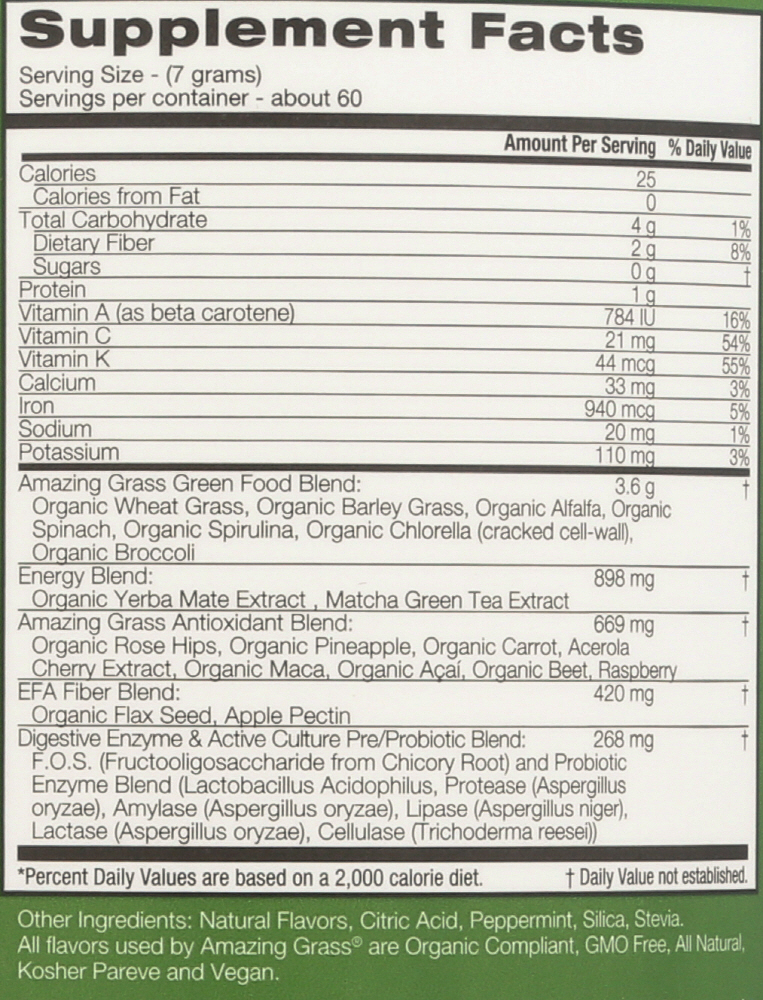 Supplement Facts
Serving Size - (7 grams)
Servings per container - about 60
Amount Per Serving % Daily Value
Calories 25
Calories from Fat 0
Total Carbohydrate 4 g 1%
Dietary Fiber 2 g 8%
Sugars 0 g †
Protein 1 g
Vitamin A (as beta carotene) 784 IU 16%
Vitamin C 21 mg 54%
Vitamin K 44 mcg 55%
Calcium 33 mg 3%
Iron 940 mcg 5%
Sodium 20 mg 1%
Potassium 110 mg 3%
Amazing Grass Green Food Blend: 3.6 g †
Organic Wheat Grass, Organic Barley Grass, Organic Alfalfa, Organic
Spinach, Organic Spirulina, Organic Chlorella (cracked cell-wall),
Organic Broccoli
Energy Blend: 898 mg †
Organic Yerba Mate Extract , Matcha Green Tea Extract
Amazing Grass Antioxidant Blend: 669 mg †
Organic Rose Hips, Organic Pineapple, Organic Carrot, Acerola
Cherry Extract, Organic Maca, Organic Açaí, Organic Beet, Raspberry
EFA Fiber Blend: 420 mg †
Organic Flax Seed, Apple Pectin
Digestive Enzyme & Active Culture Pre/Probiotic Blend: 268 mg †
F.O.S. (Fructooligosaccharide from Chicory Root) and Probiotic
Enzyme Blend (Lactobacillus Acidophilus, Protease (Aspergillus
oryzae), Amylase (Aspergillus oryzae), Lipase (Aspergillus niger),
Lactase (Aspergillus oryzae), Cellulase (Trichoderma reesei))
*Percent Daily Values are based on a 2,000 calorie diet. † Daily Value not established.
Other Ingredients: Natural Flavors, Citric Acid, Peppermint, Silica, Stevia.
All flavors used by Amazing Grass® are Organic Compliant, GMO Free, All Natural,
Kosher Pareve and Vegan.